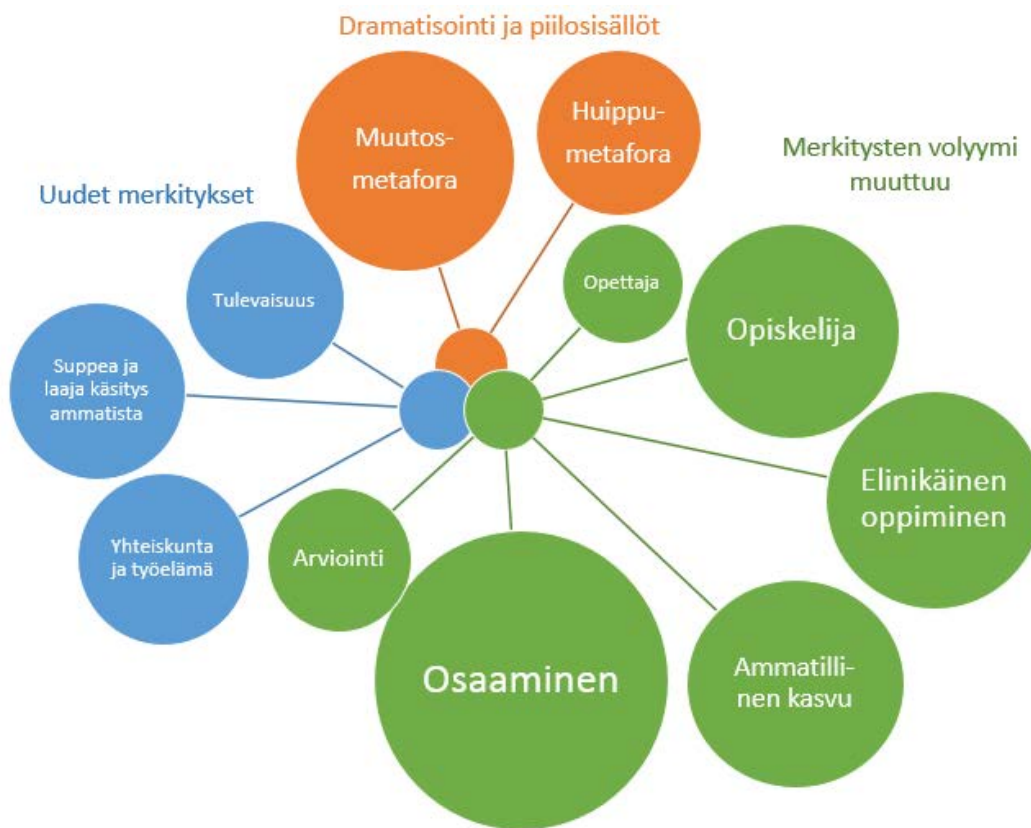 Dramatisointi ja piilosisällöt
Muutos-
metafora
Huippu-
metafora
Merkitysten volyymi
muuttuu
Uudet merkitykset
Tulevaisuus
Opettaja
Opiskelija
Suppea ja
laaja käsitys
ammatista
Elinikäinen
oppiminen
Yhteiskunta
ja työelämä
Arviointi
Osaaminen
Ammatilli-
nen kasvu